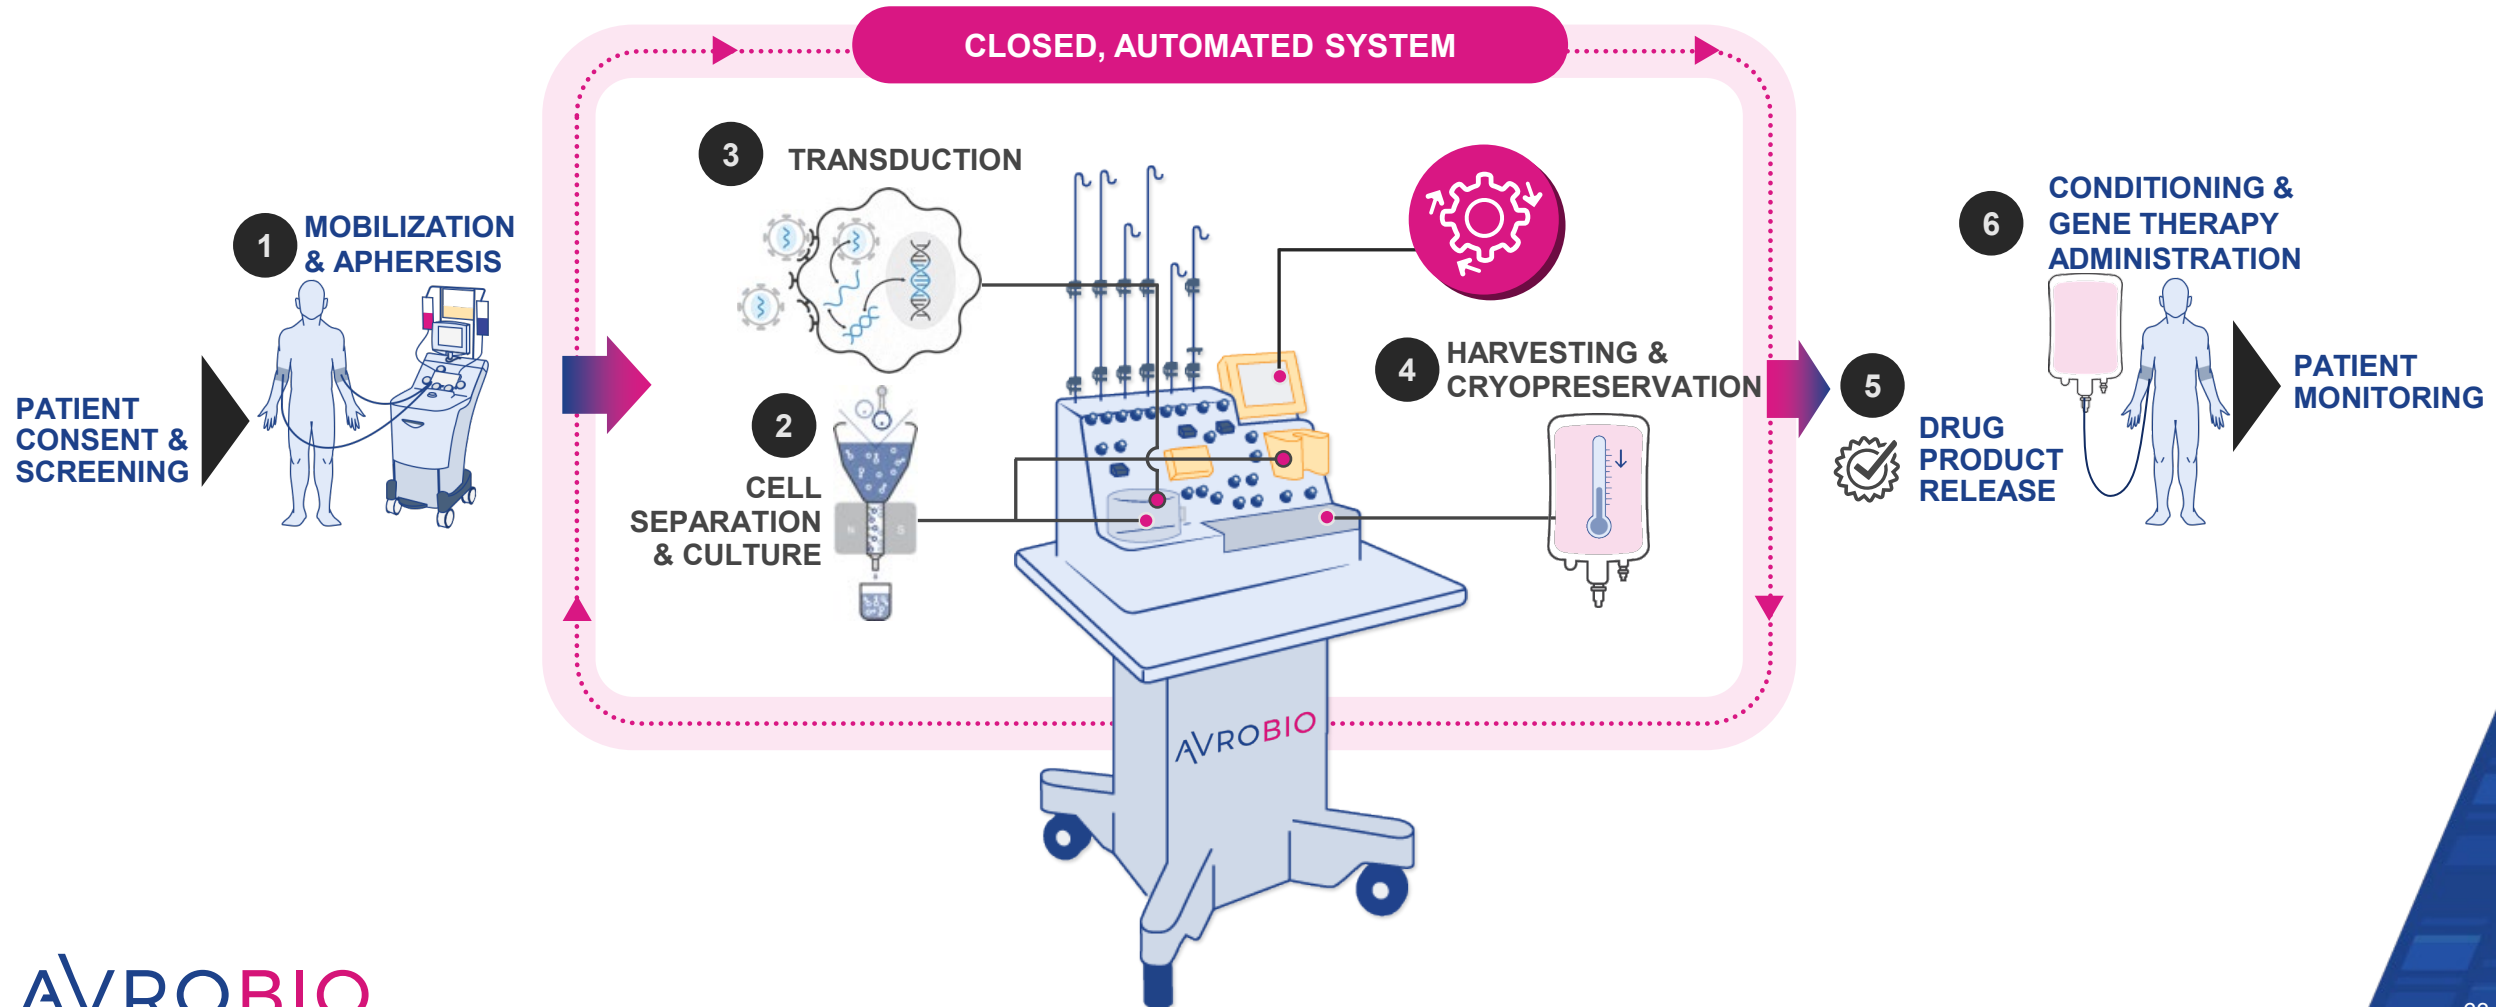 CLOSED, AUTOMATED SYSTEM
PATIENT
CONSENT &
SCREENING
1
MOBILIZATION
& APHERESIS
3
TRANSDUCTION
2
CELL
SEPARATION
& CULTURE
N
S
4
HARVESTING &
CRYOPRESERVATION
AVROBIO
5
DRUG
PRODUCT
RELEASE
6
CONDITIONING &
GENE THERAPY
ADMINISTRATION
PATIENT
MONITORING
AVROBIO